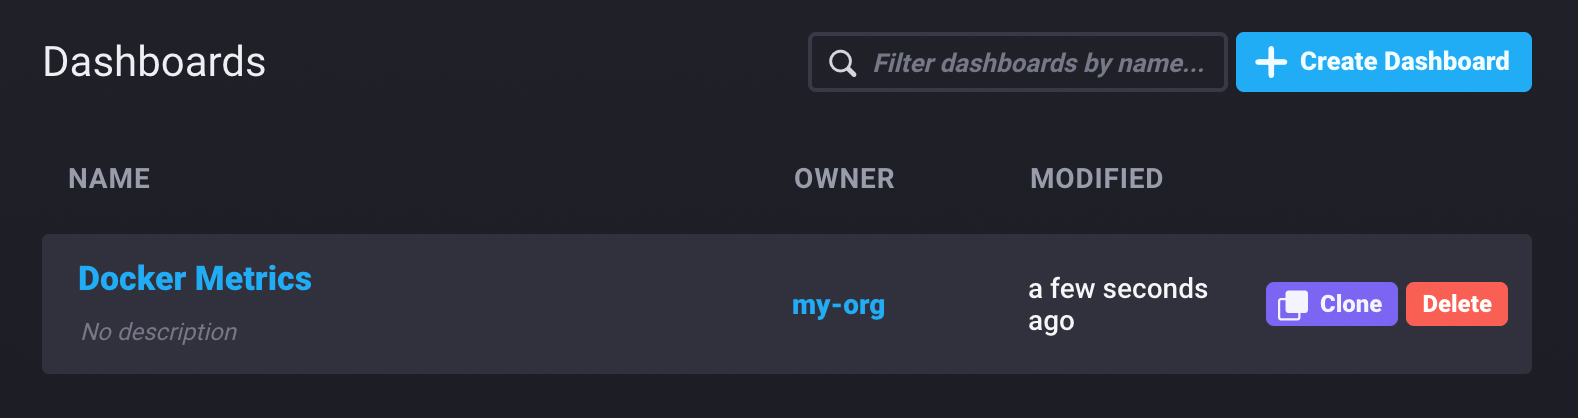 Dashboards
Filter dashboards by name...
Create Dashboard
NAME
OWNER
MODIFIED
Docker Metrics
No description
my-org
a few seconds
ago
Clone
Delete